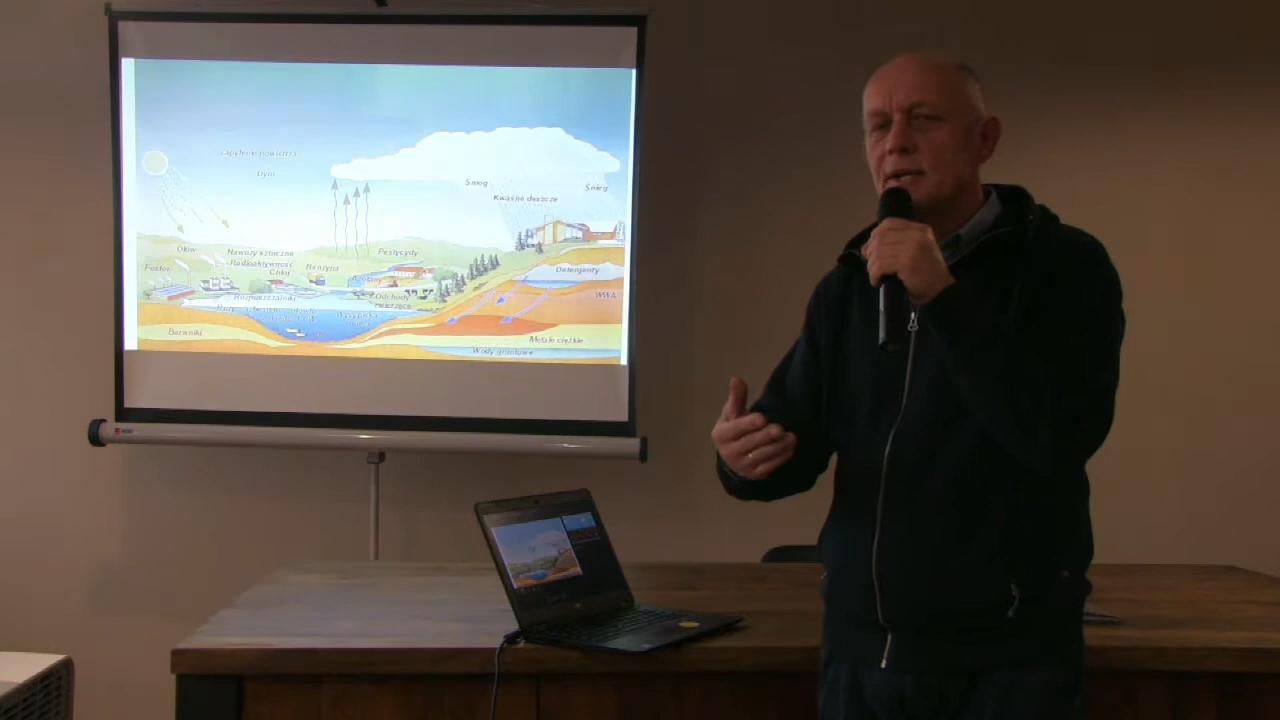 Zapylenie powietrza
Dym
Smog
Śnieg
Kwaśne deszcze
Nawozy sztuczne
Pestycydy
Radioaktywność
Benzyna
Fosfor
Detergenty
Odchody
zwierzęce
WWA
Rozpuszczalniki
Wysypiska
Barwniki
Metale ciężkie
Wody gruntowe